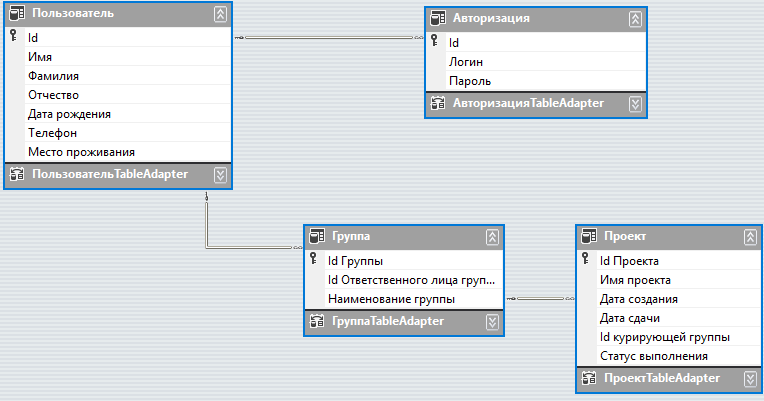 Пользователь
Id
Имя
Фамилия
Отчество
Дата рождения
Телефон
Место проживания
ПользовательTableAdapter
Авторизация
Id
Логин
Пароль
АвторизацияTableAdapter
Группа
Id Группы
Id Ответственного лица груп...
Наименование группы
ГруппаTableAdapter
Проект
Id Проекта
Имя проекта
Дата создания
Дата сдачи
Id курирующей группы
Статус выполнения
ПроектTableAdapter